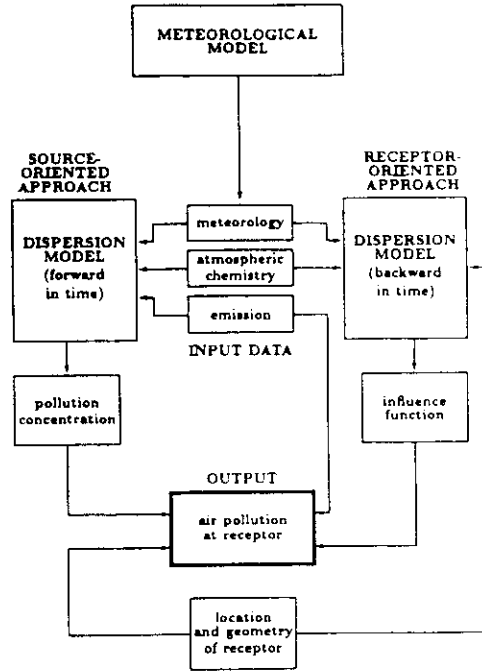 METEOROLOGICAL
MODEL
SOURCE-
ORIENTED
APPROACH
RECEPTOR-
ORIENTED
APPROACH
DISPERSION
MODEL
(forward
in time)
meteorology
atmospheric
chemistry
emission
INPUT DATA
DISPERSION
MODEL
(backward
in time)
pollution
concentration
influence
function
OUTPUT
air pollution
at receptor
location
and geometry
of receptor